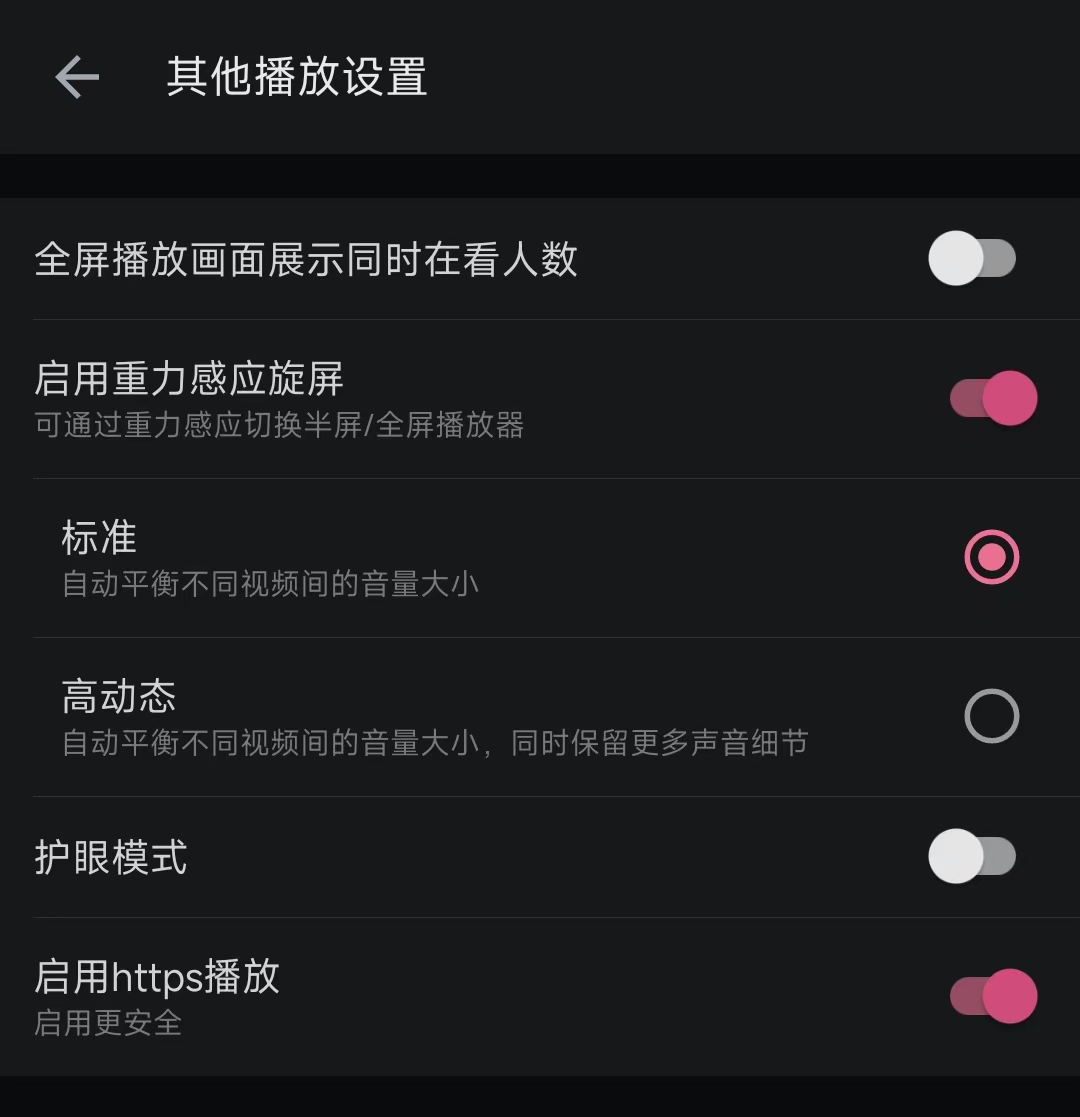 其他播放设置
全屏播放画面展示同时在看人数
启用重力感应旋屏
可通过重力感应切换半屏/全屏播放器
标准
自动平衡不同视频间的音量大小
高动态
自动平衡不同视频间的音量大小，同时保留更多声音细节
护眼模式
启用https播放
启用更安全